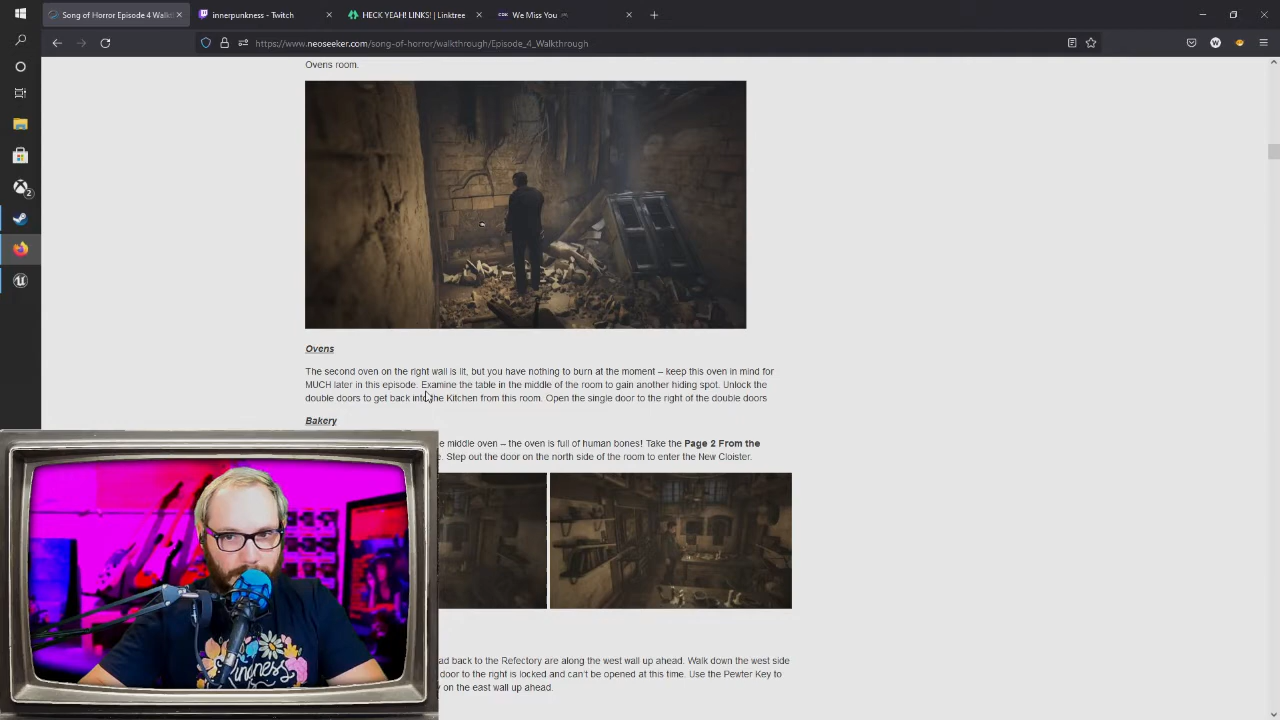 Song of Horror Episode 4 Walkt
innerpunkness - Twitch
HECK YEAH! LINKS! | Linktree
We Miss You
https://www.neoseeker.com/song-of-horror/walkthrough/Episode_4_Walkthrough
Ovens room.
Ovens
The second oven on the right wall is lit, but you have nothing to burn at the moment – keep this oven in mind for
MUCH later in this episode. Examine the table in the middle of the room to gain another hiding spot. Unlock the
double doors to get back into the Kitchen from this room. Open the single door to the right of the double doors
Bakery
middle oven – the oven is full of human bones! Take the Page 2 From the
Step out the door on the north side of the room to enter the New Cloister.
ad back to the Refectory are along the west wall up ahead. Walk down the west side
door to the right is locked and can't be opened at this time. Use the Pewter Key to
on the east wall up ahead.
kindness
2